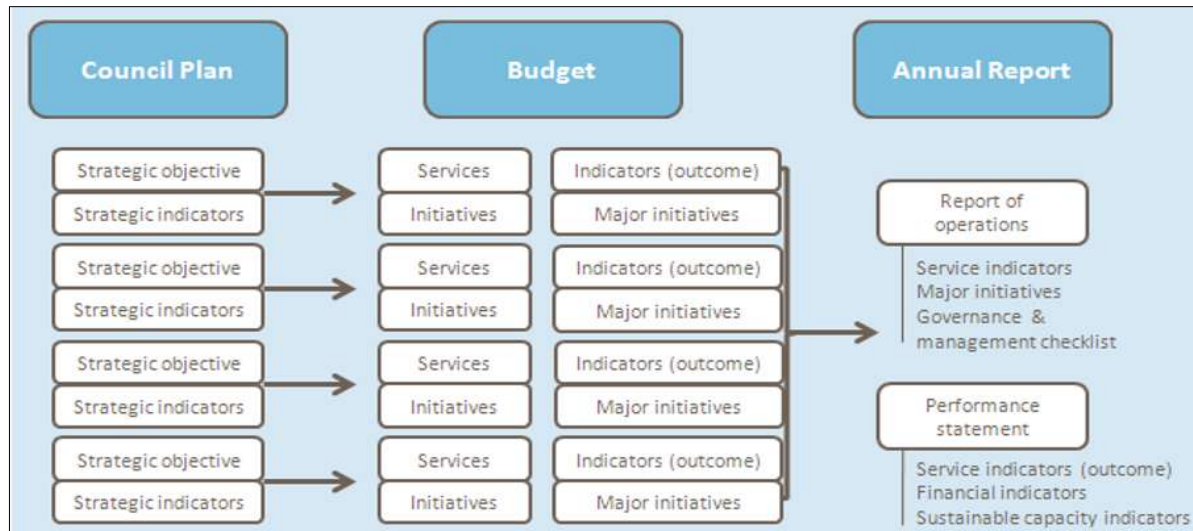 Council Plan
Budget
Annual Report
Strategic objective
Strategic indicators
Services
Initiatives
Indicators (outcome)
Major initiatives
Strategic objective
Strategic indicators
Services
Initiatives
Indicators (outcome)
Major initiatives
Strategic objective
Strategic indicators
Services
Initiatives
Indicators (outcome)
Major initiatives
Strategic objective
Strategic indicators
Services
Initiatives
Indicators (outcome)
Major initiatives
Report of
operations
Service indicators
Major initiatives
Governance &
management checklist
Performance
statement
Service indicators (outcome)
Financial indicators
Sustainable capacity indicators